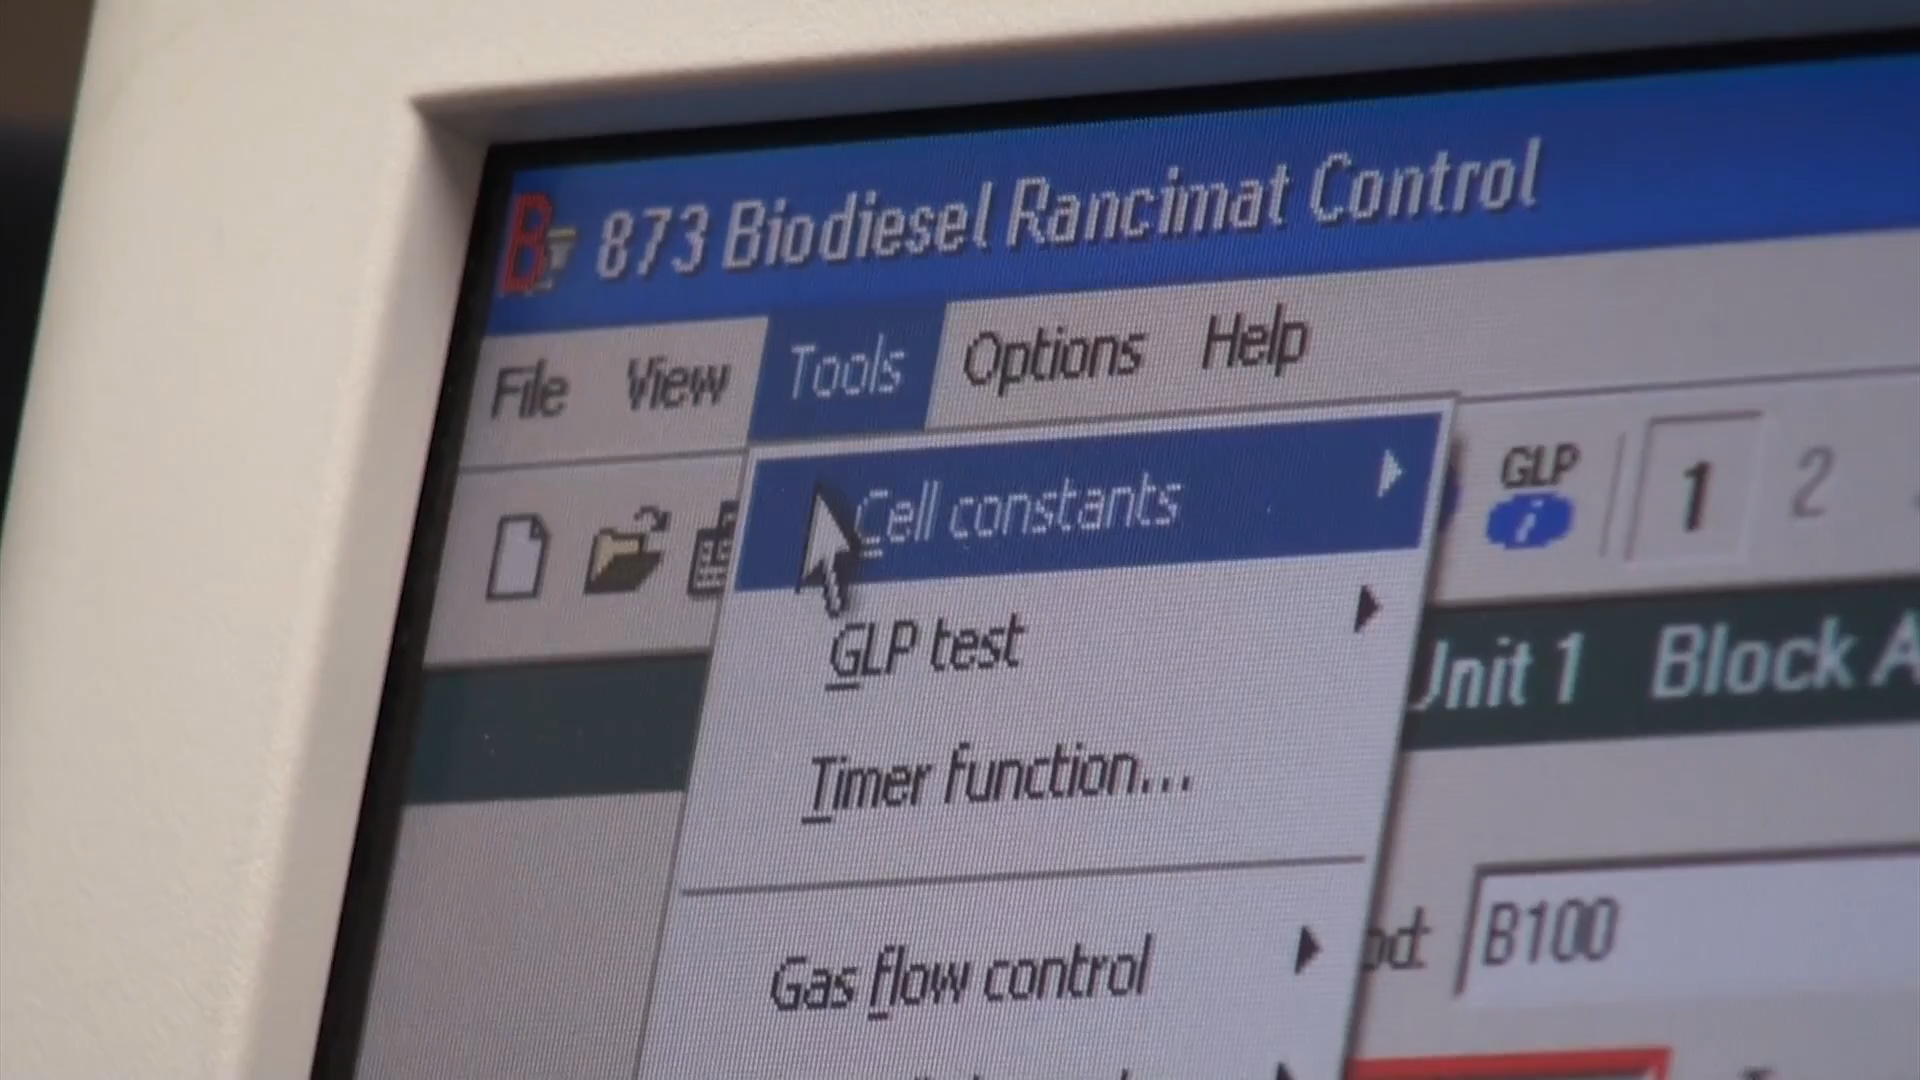 873 Biodiesel Rancimat Control
File View Tools Options Help
Cell constants
GLP
1 2
GLP test
Unit 1 Block A
Timer function...
B100
Gas flow control